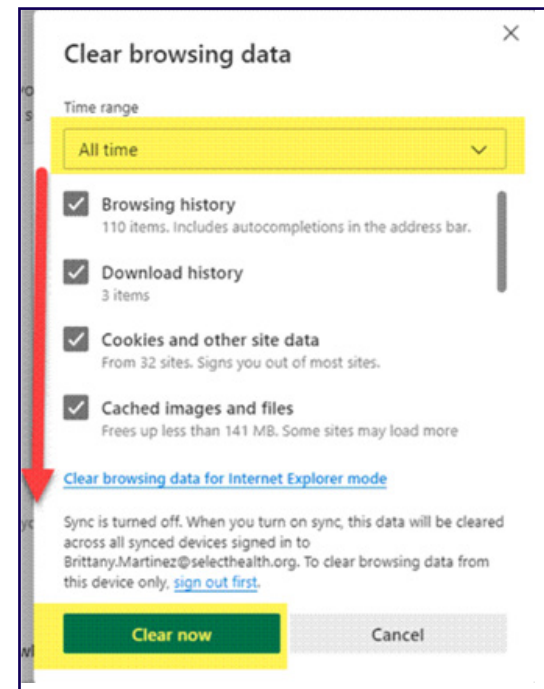 Clear browsing data
Time range
All time
Browsing history
110 items. Includes autocompletions in the address bar.
Download history
3 items
Cookies and other site data
From 32 sites. Signs you out of most sites.
Cached images and files
Frees up less than 141 MB. Some sites may load more
Clear browsing data for Internet Explorer mode
Sync is turned off. When you turn on sync, this data will be cleared
across all synced devices signed in to
Brittany.Martinez@selecthealth.org. To clear browsing data from
this device only, sign out first.
Clear now
Cancel